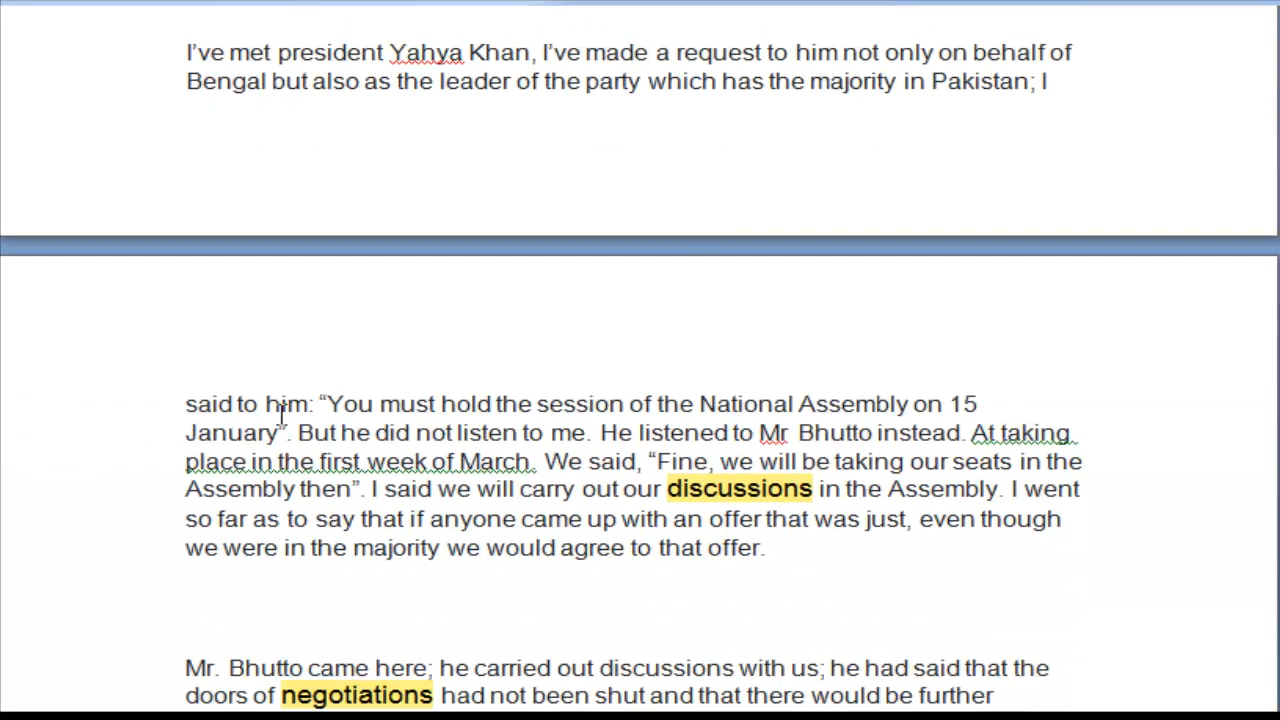 I’ve met president Yahya Khan, I’ve made a request to him not only on behalf of
Bengal but also as the leader of the party which has the majority in Pakistan; I
said to him: “You must hold the session of the National Assembly on 15
January”. But he did not listen to me. He listened to Mr Bhutto instead. At taking
place in the first week of March. We said, “Fine, we will be taking our seats in the
Assembly then”. I said we will carry out our discussions in the Assembly. I went
so far as to say that if anyone came up with an offer that was just, even though
we were in the majority we would agree to that offer.
Mr. Bhutto came here; he carried out discussions with us; he had said that the
doors of negotiations had not been shut and that there would be further